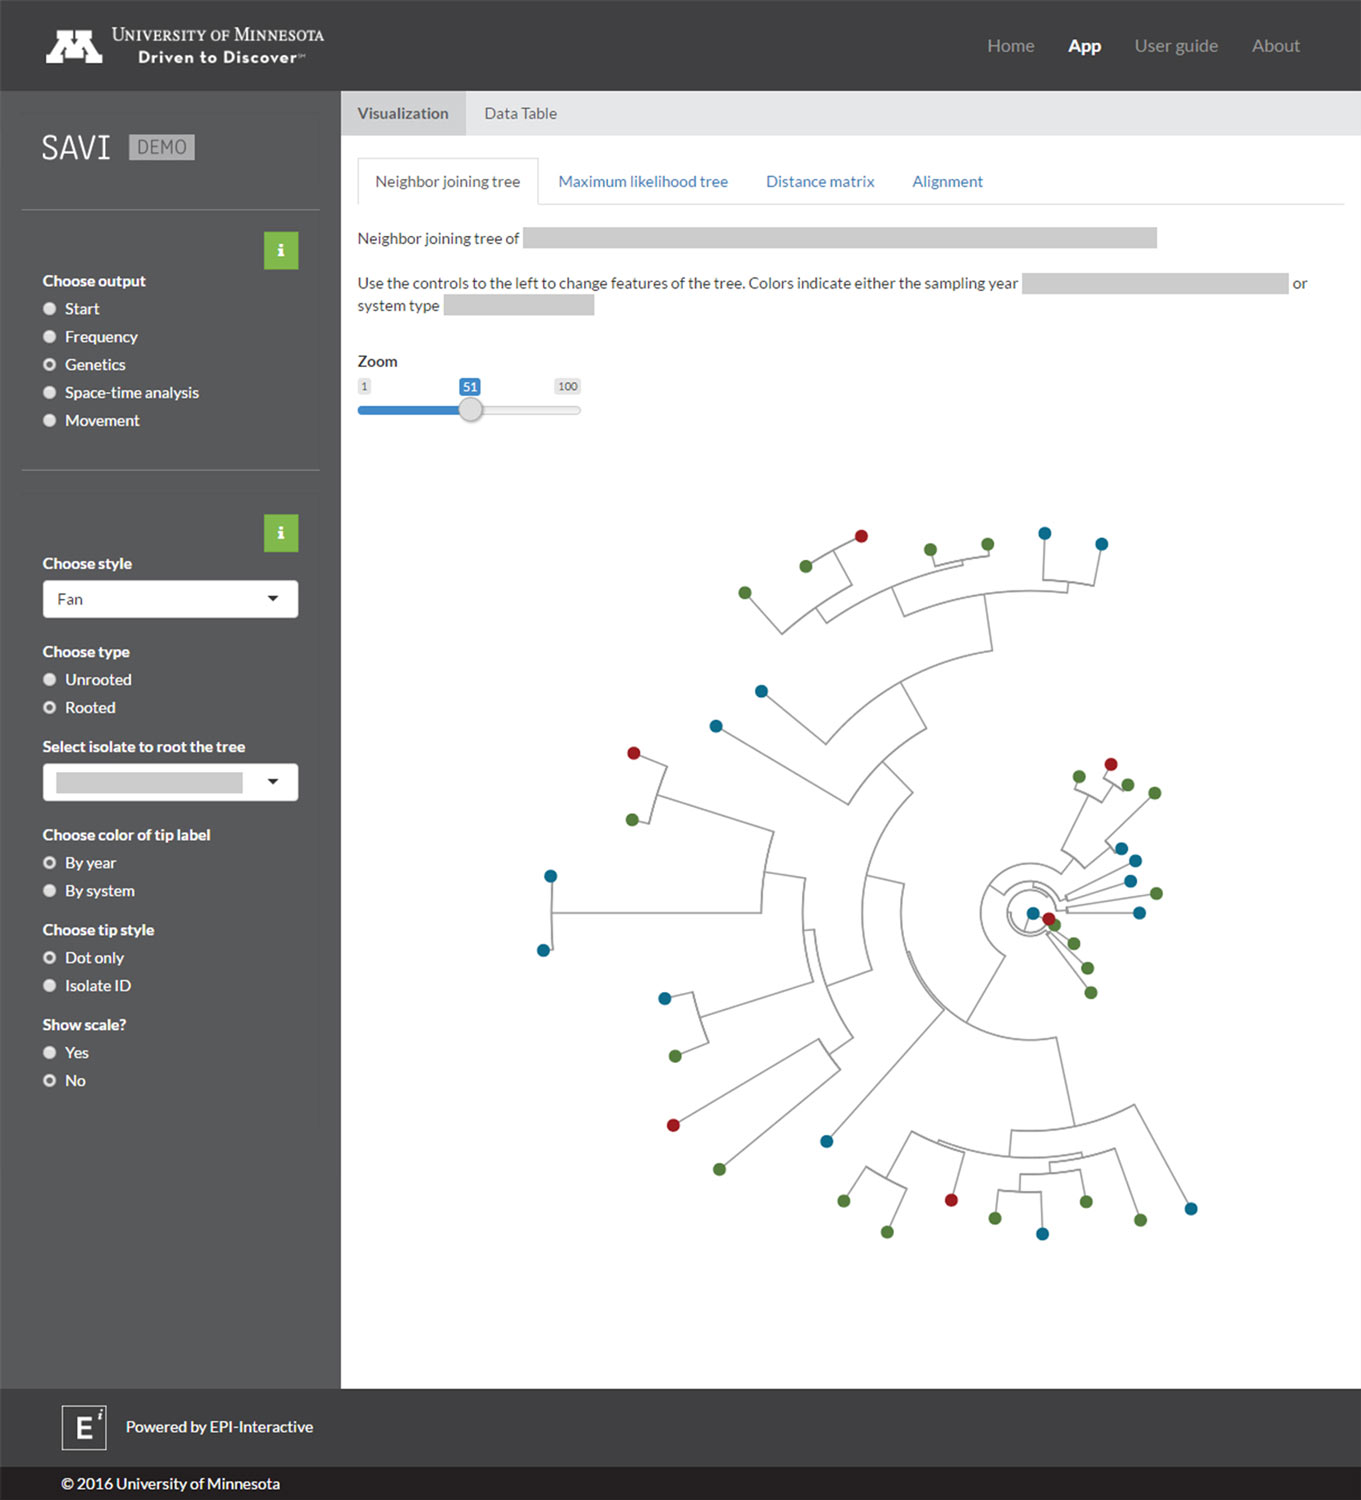 UNIVERSITY OF MINNESOTA
Driven to Discover℠
Home App User guide About
SAVI DEMO
Visualization Data Table
Neighbor joining tree Maximum likelihood tree Distance matrix Alignment
Neighbor joining tree of
Use the controls to the left to change features of the tree. Colors indicate either the sampling year or
system type
Zoom
1 51 100
i
Choose output
Start
Frequency
Genetics
Space-time analysis
Movement
i
Choose style
Fan
Choose type
Unrooted
Rooted
Select isolate to root the tree
Choose color of tip label
By year
By system
Choose tip style
Dot only
Isolate ID
Show scale?
Yes
No
Ei Powered by EPI-Interactive
© 2016 University of Minnesota